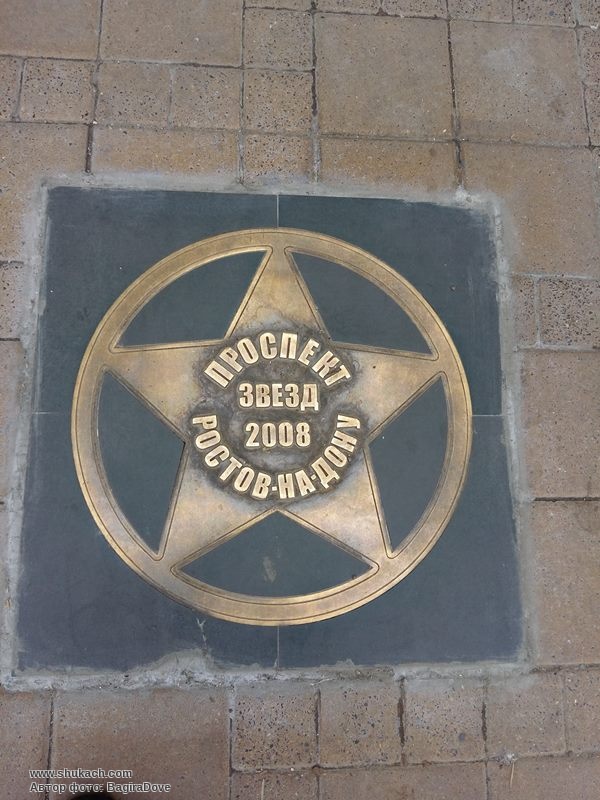 ПРОСПЕКТ
ЗВЕЗД
2008
РОСТОВ-НА-ДОНУ
www.shukach.com
Автор фото: BagiraDove